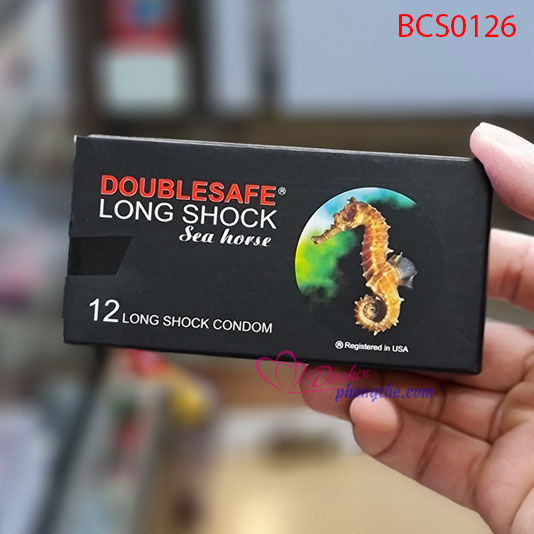 BCS0126
DOUBLESAFE®
LONG SHOCK
Sea horse
12 LONG SHOCK CONDOM
® Registered in USA
phongthe.com